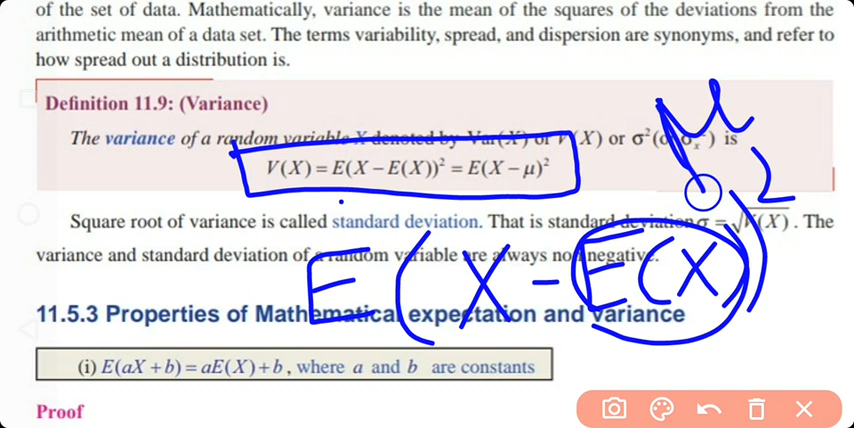 of the set of data. Mathematically, variance is the mean of the squares of the deviations from the
arithmetic mean of a data set. The terms variability, spread, and dispersion are synonyms, and refer to
how spread out a distribution is.
Definition 11.9: (Variance)
The variance of a random variable X denoted by Var(X) or V(X) or σ²(or σₓ²) is
μ
V(X) = E(X − E(X))² = E(X − μ)²
Square root of variance is called standard deviation. That is standard deviation σ = √V(X) . The
variance and standard deviation of a random variable are always non negative.
E(X − E(X))²
11.5.3 Properties of Mathematical expectation and variance
(i) E(aX + b) = aE(X) + b , where a and b are constants
Proof